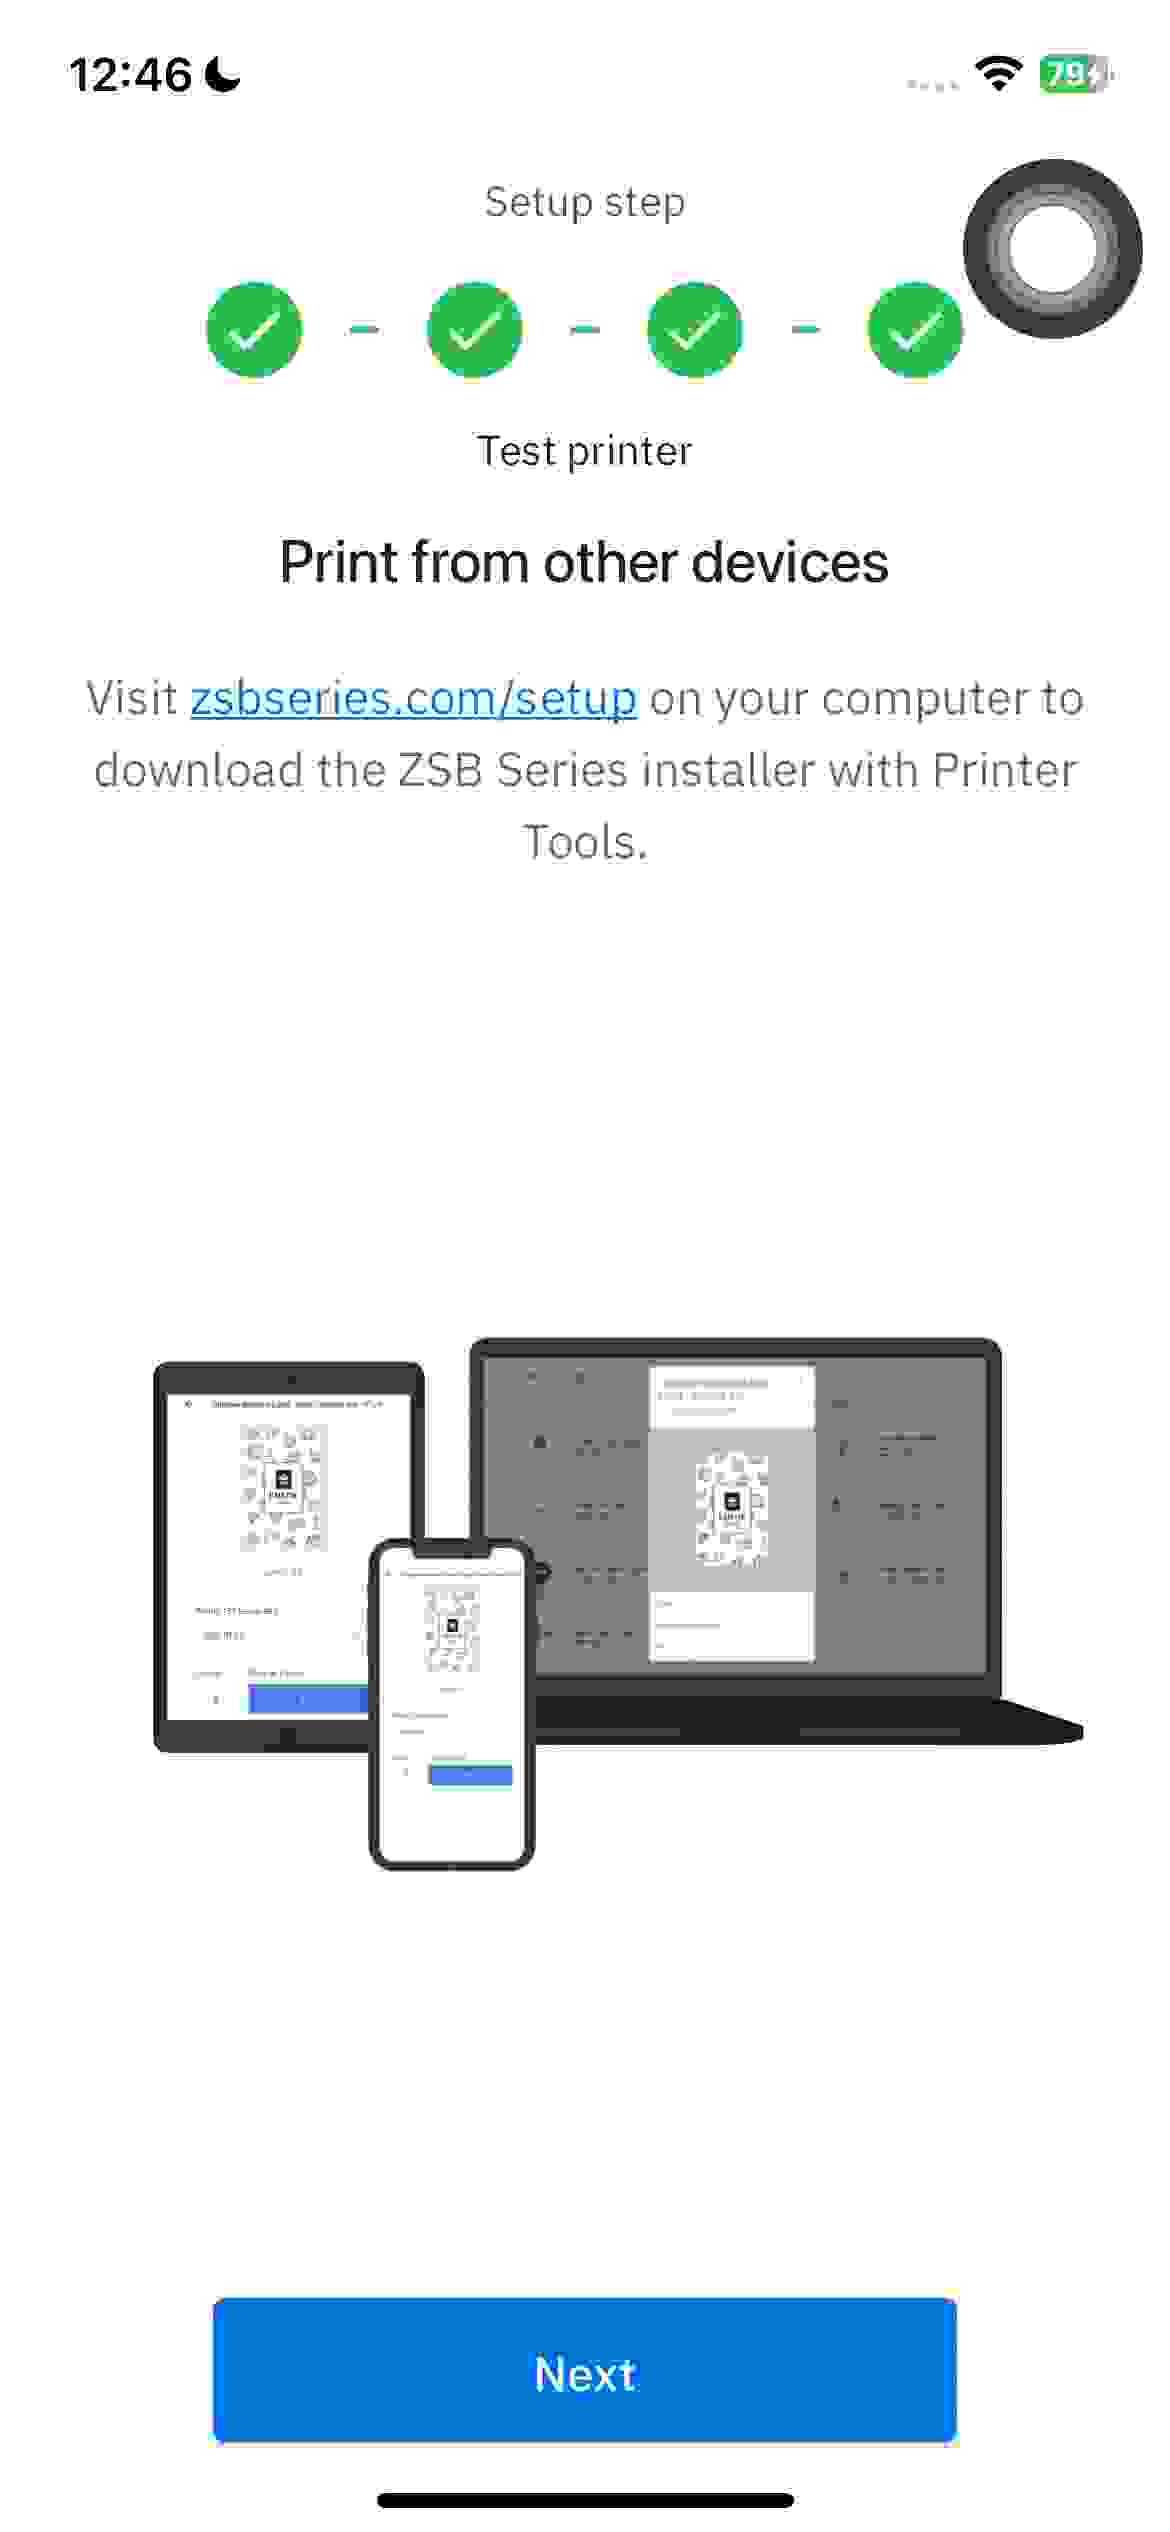 12:46
79
Setup step
Test printer
Print from other devices
Visit zsbseries.com/setup on your computer to
download the ZSB Series installer with Printer
Tools.
Next